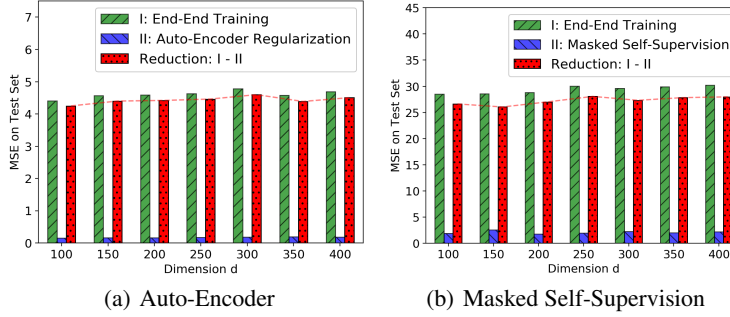 I: End-End Training
II: Auto-Encoder Regularization
Reduction: I - II
MSE on Test Set
7
6
5
4
3
2
1
0
100 150 200 250 300 350 400
Dimension d
(a) Auto-Encoder
I: End-End Training
II: Masked Self-Supervision
Reduction: I - II
MSE on Test Set
45
40
35
30
25
20
15
10
5
0
100 150 200 250 300 350 400
Dimension d
(b) Masked Self-Supervision